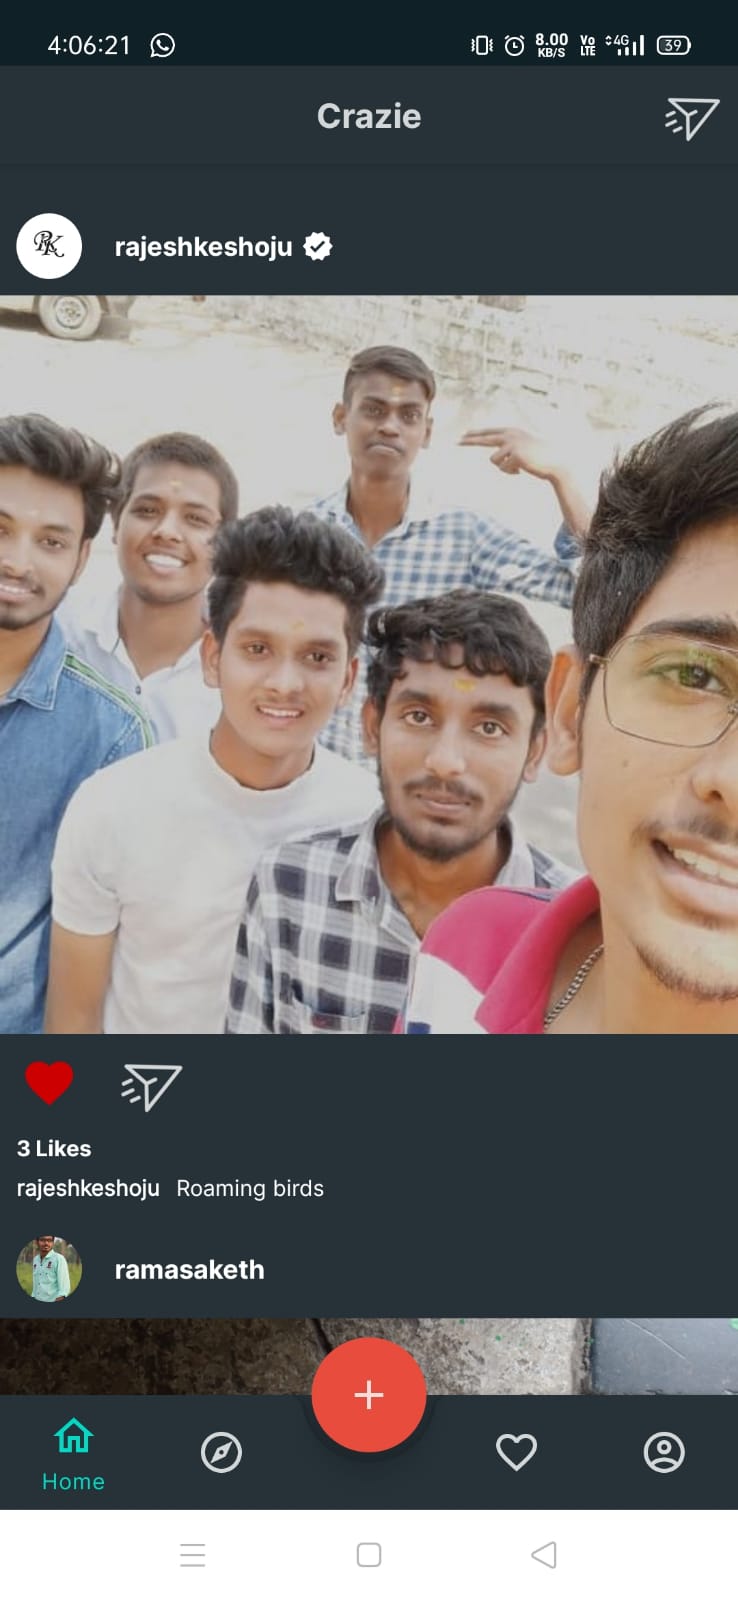 4:06:21 8.00 KB/S Vo LTE 4G 39
Crazie
RK
rajeshkeshoju
3 Likes
rajeshkeshoju Roaming birds
ramasaketh
Home